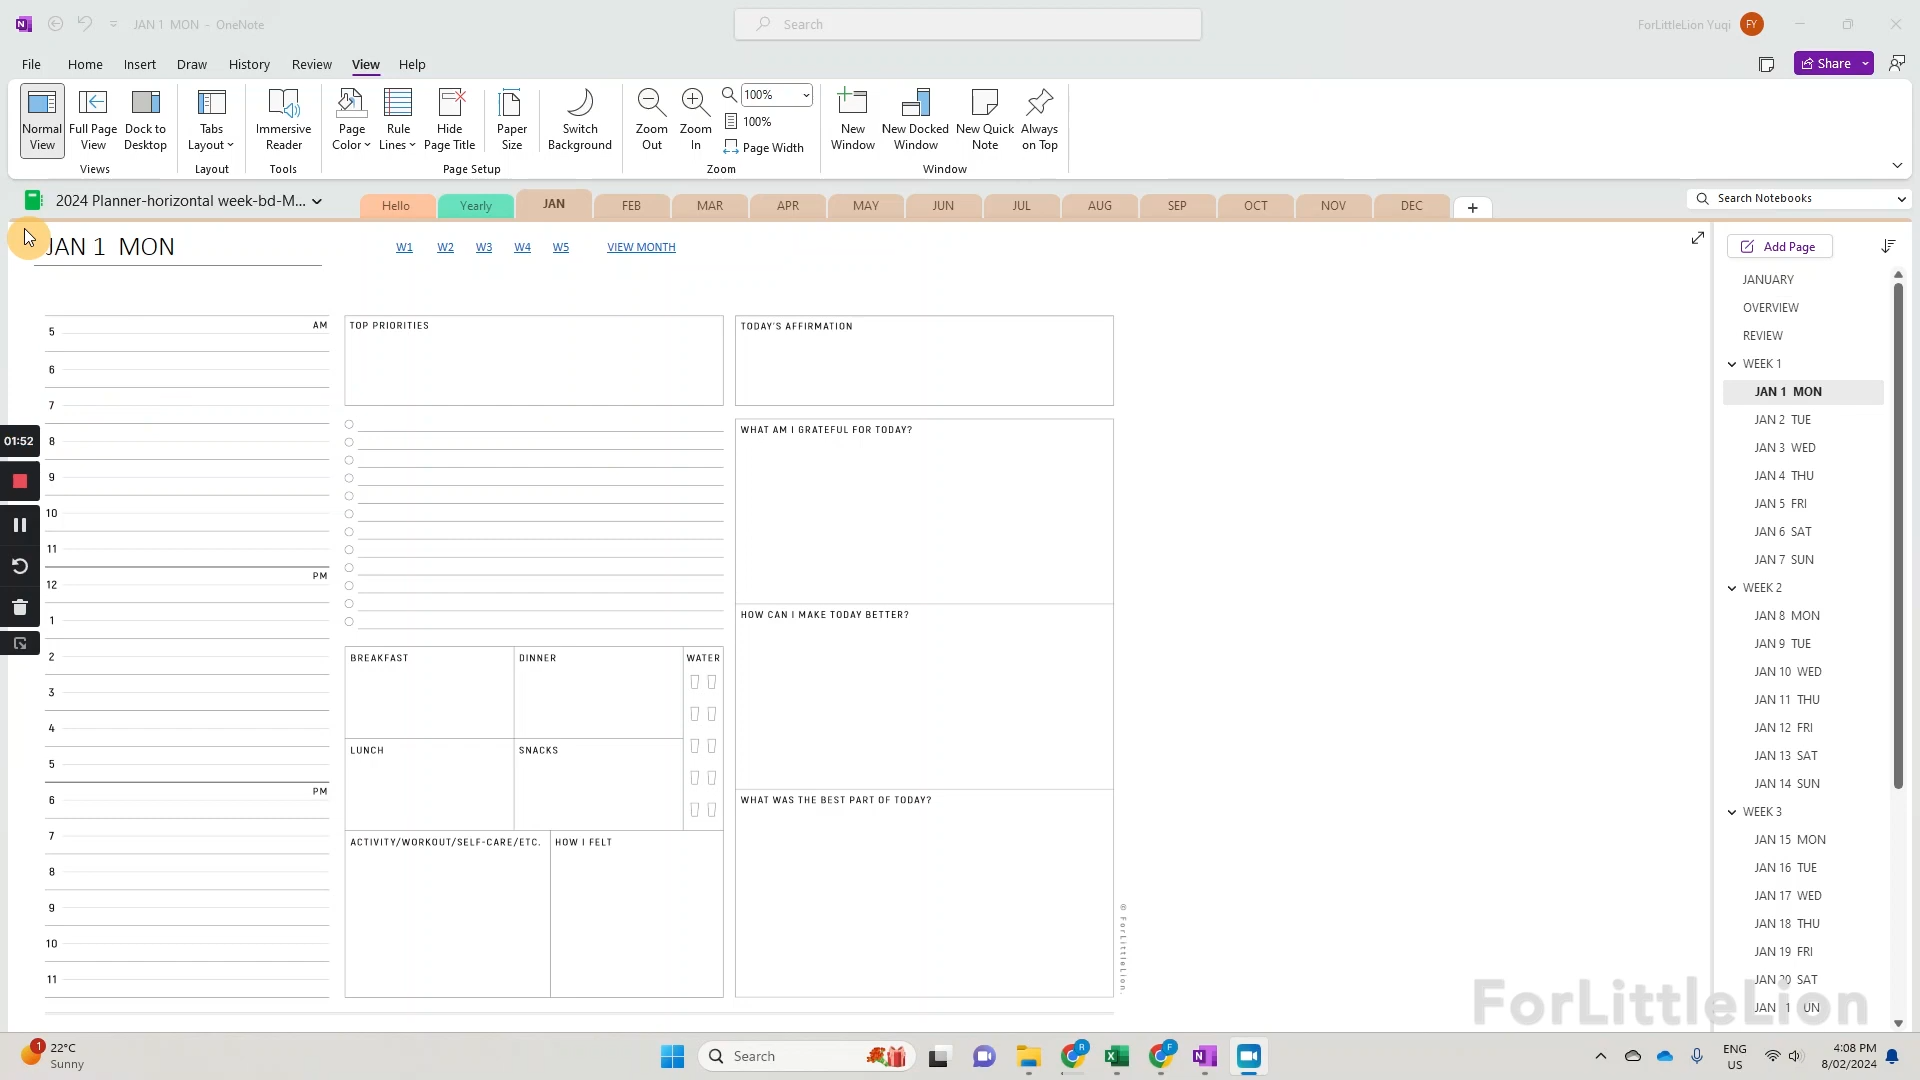 JAN 1  MON  -  OneNote
Search
ForLittleLion Yuqi
FY
File
Home
Insert
Draw
History
Review
View
Help
Share
Normal View
Full Page View
Dock to Desktop
Views
Tabs Layout
Layout
Immersive Reader
Tools
Page Color
Rule Lines
Hide Page Title
Paper Size
Page Setup
Switch Background
Zoom Out
Zoom In
100%
100%
Page Width
Zoom
New Window
New Docked Window
New Quick Note
Always on Top
Window
2024 Planner-horizontal week-bd-M...
Hello
Yearly
JAN
FEB
MAR
APR
MAY
JUN
JUL
AUG
SEP
OCT
NOV
DEC
Search Notebooks
JAN 1  MON
W1
W2
W3
W4
W5
VIEW MONTH
AM
5
6
7
8
9
10
11
PM
12
1
2
3
4
5
PM
6
7
8
9
10
11
01:52
TOP PRIORITIES
BREAKFAST
DINNER
WATER
LUNCH
SNACKS
ACTIVITY/WORKOUT/SELF-CARE/ETC.
HOW I FELT
TODAY'S AFFIRMATION
WHAT AM I GRATEFUL FOR TODAY?
HOW CAN I MAKE TODAY BETTER?
WHAT WAS THE BEST PART OF TODAY?
© ForLittleLion.
Add Page
JANUARY
OVERVIEW
REVIEW
WEEK 1
JAN 1  MON
JAN 2  TUE
JAN 3  WED
JAN 4  THU
JAN 5  FRI
JAN 6  SAT
JAN 7  SUN
WEEK 2
JAN 8  MON
JAN 9  TUE
JAN 10  WED
JAN 11  THU
JAN 12  FRI
JAN 13  SAT
JAN 14  SUN
WEEK 3
JAN 15  MON
JAN 16  TUE
JAN 17  WED
JAN 18  THU
JAN 19  FRI
JAN 20  SAT
ForLittleLion
1
22°C
Sunny
Search
ENG
US
4:08 PM
8/02/2024